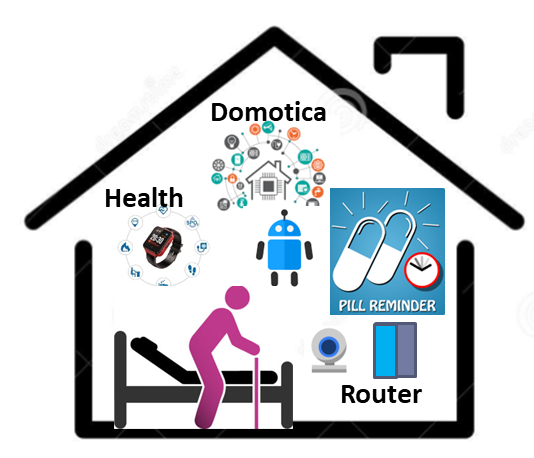 Domotica
Health
PILL REMINDER
Router